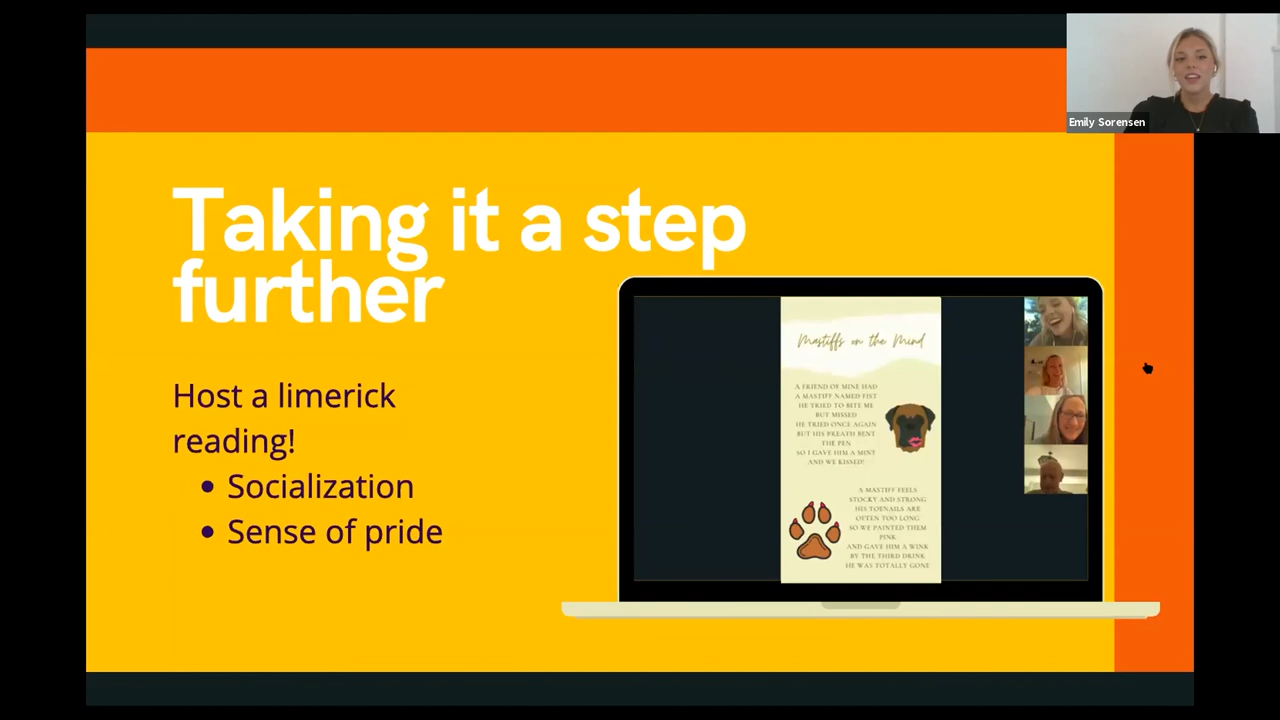 Taking it a step
further
Host a limerick
reading!
• Socialization
• Sense of pride
Mastiffs on the Mind
A FRIEND OF MINE HAD
A MASTIFF NAMED FIST
HE TRIED TO BITE ME
BUT MISSED
HE TRIED ONCE AGAIN
BUT HIS BREATH BENT
THE PEN
SO I GAVE HIM A MINT
AND WE KISSED!
A MASTIFF FEELS
STOCKY AND STRONG
HIS TOENAILS ARE
OFTEN TOO LONG
SO WE PAINTED THEM
PINK
AND GAVE HIM A WINK
BY THE THIRD DRINK
HE WAS TOTALLY GONE
Emily Sorensen